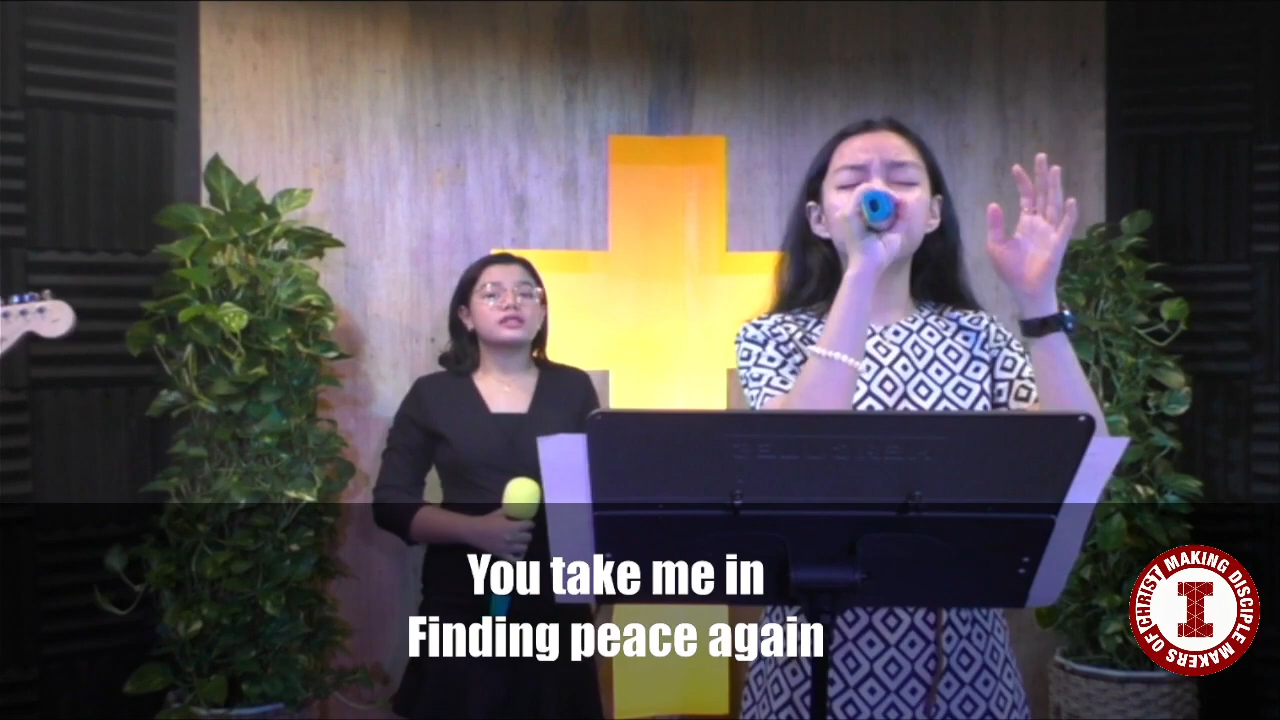 You take me in
Finding peace again
MAKING DISCIPLE MAKERS OF CHRIST
I